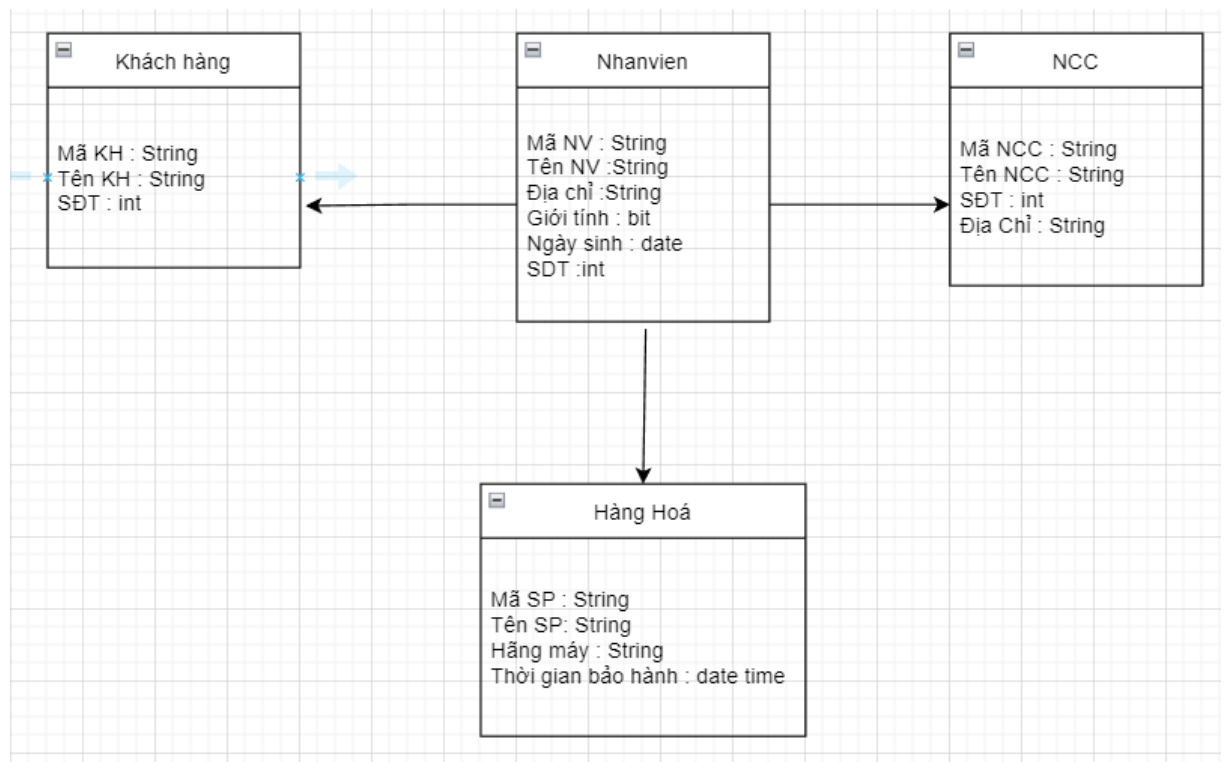 Khách hàng
Mã KH : String
Tên KH : String
SĐT : int
Nhanvien
Mã NV : String
Tên NV :String
Địa chỉ :String
Giới tính : bit
Ngày sinh : date
SDT :int
NCC
Mã NCC : String
Tên NCC : String
SĐT : int
Địa Chỉ : String
Hàng Hoá
Mã SP : String
Tên SP: String
Hãng máy : String
Thời gian bảo hành : date time